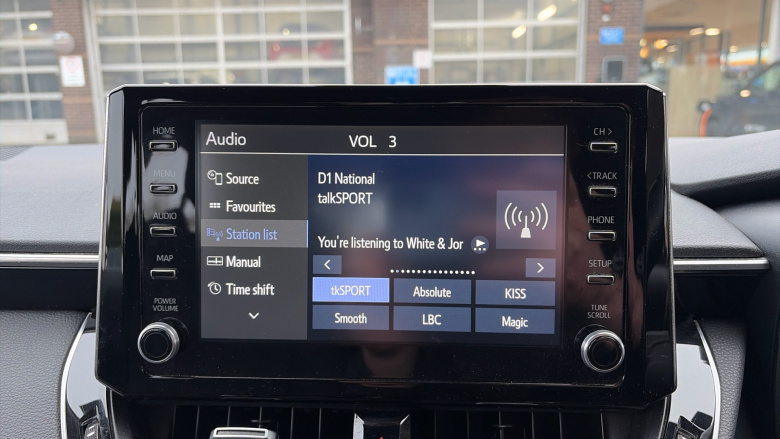 HOME
MENU
AUDIO
MAP
POWER
VOLUME
Audio
VOL 3
Source
Favourites
Station list
Manual
Time shift
D1 National
talkSPORT
You're listening to White & Jor
tkSPORT
Absolute
KISS
Smooth
LBC
Magic
CH >
< TRACK
PHONE
SETUP
TUNE
SCROLL